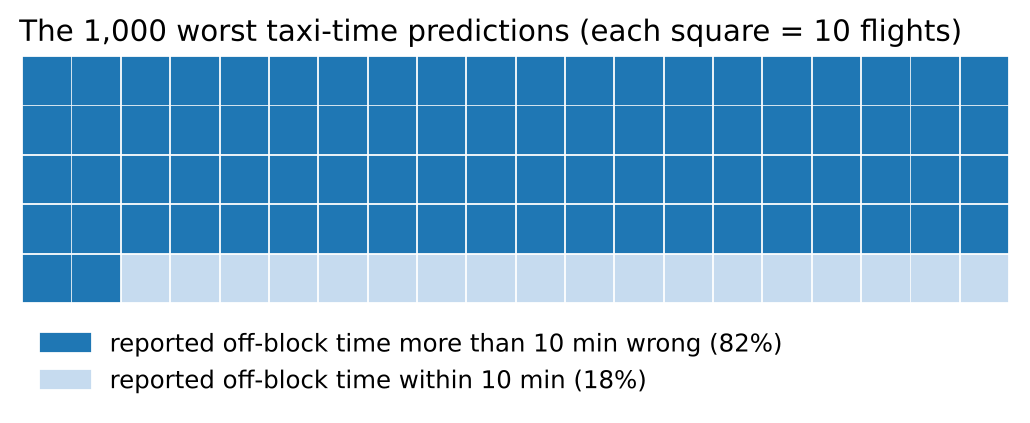 The 1,000 worst taxi-time predictions (each square = 10 flights)
reported off-block time more than 10 min wrong (82%)
reported off-block time within 10 min (18%)